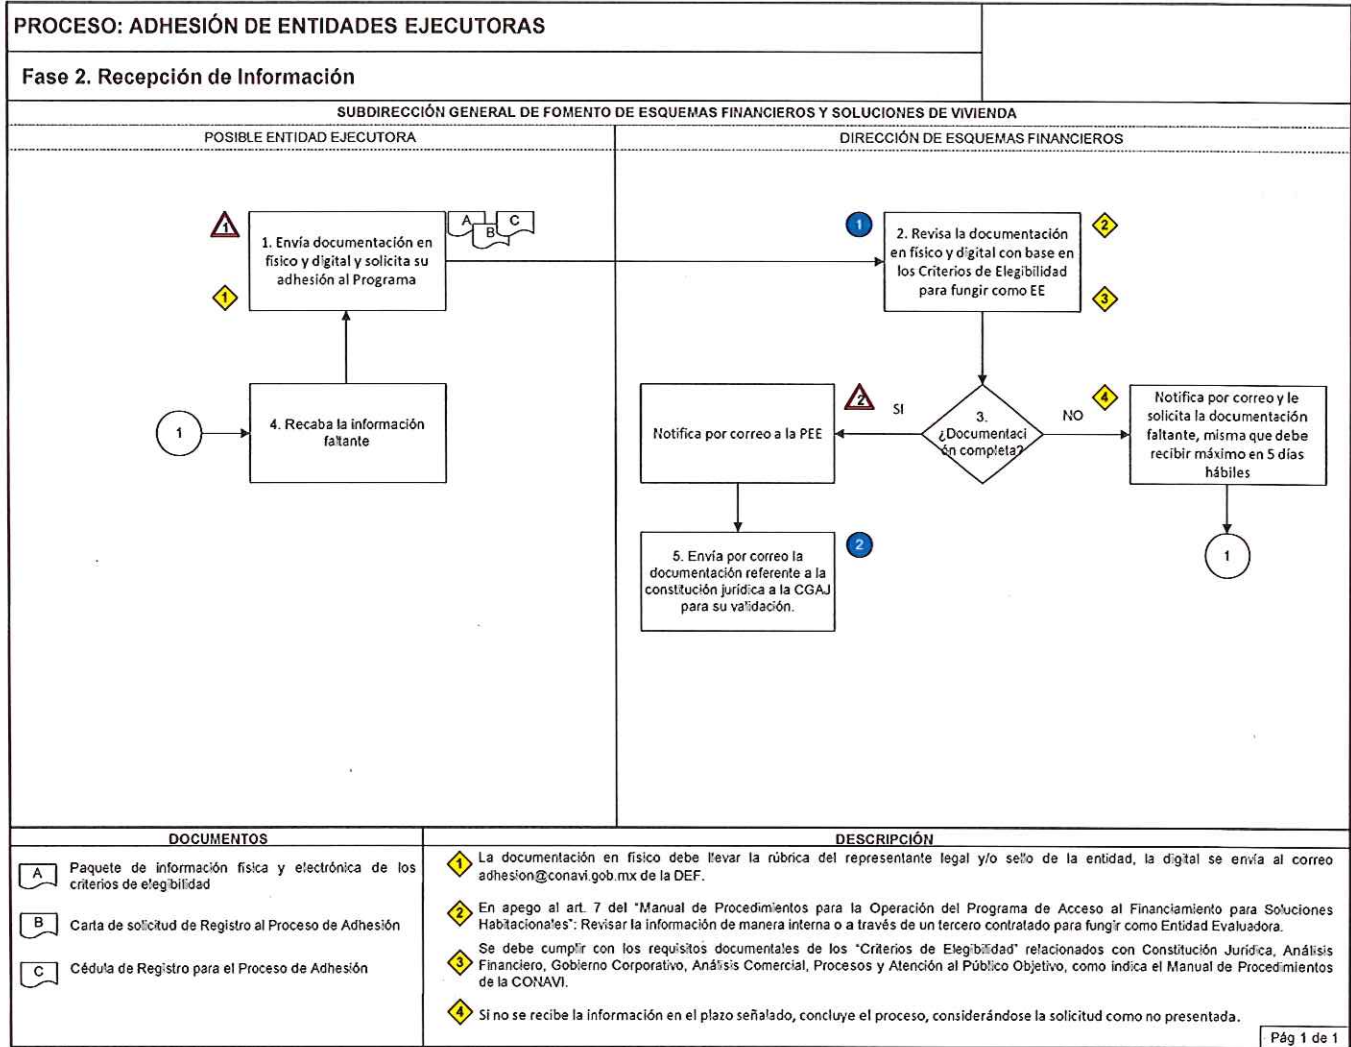 PROCESO: ADHESIÓN DE ENTIDADES EJECUTORAS
Fase 2. Recepción de Información
SUBDIRECCIÓN GENERAL DE FOMENTO DE ESQUEMAS FINANCIEROS Y SOLUCIONES DE VIVIENDA
POSIBLE ENTIDAD EJECUTORA
DIRECCIÓN DE ESQUEMAS FINANCIEROS
1
1. Envía documentación en
físico y digital y solicita su
adhesión al Programa
A
B
C
1
1
2. Revisa la documentación
en físico y digital con base en
los Criterios de Elegibilidad
para fungir como EE
2
3
1
4. Recaba la información
faltante
Notifica por correo a la PEE
2
SI
3.
¿Documentaci
ón completa?
NO
4
Notifica por correo y le
solicita la documentación
faltante, misma que debe
recibir máximo en 5 días
hábiles
5. Envía por correo la
documentación referente a la
constitución jurídica a la CGAJ
para su validación.
2
1
DOCUMENTOS
A
Paquete de información física y electrónica de los
criterios de elegibilidad
B
Carta de solicitud de Registro al Proceso de Adhesión
C
Cédula de Registro para el Proceso de Adhesión
DESCRIPCIÓN
1
La documentación en físico debe llevar la rúbrica del representante legal y/o sello de la entidad, la digital se envía al correo
adhesion@conavi.gob.mx de la DEF.
2
En apego al art. 7 del "Manual de Procedimientos para la Operación del Programa de Acceso al Financiamiento para Soluciones
Habitacionales": Revisar la información de manera interna o a través de un tercero contratado para fungir como Entidad Evaluadora.
3
Se debe cumplir con los requisitos documentales de los "Criterios de Elegibilidad" relacionados con Constitución Jurídica, Análisis
Financiero, Gobierno Corporativo, Análisis Comercial, Procesos y Atención al Público Objetivo, como indica el Manual de Procedimientos
de la CONAVI.
4
Si no se recibe la información en el plazo señalado, concluye el proceso, considerándose la solicitud como no presentada.
Pág 1 de 1